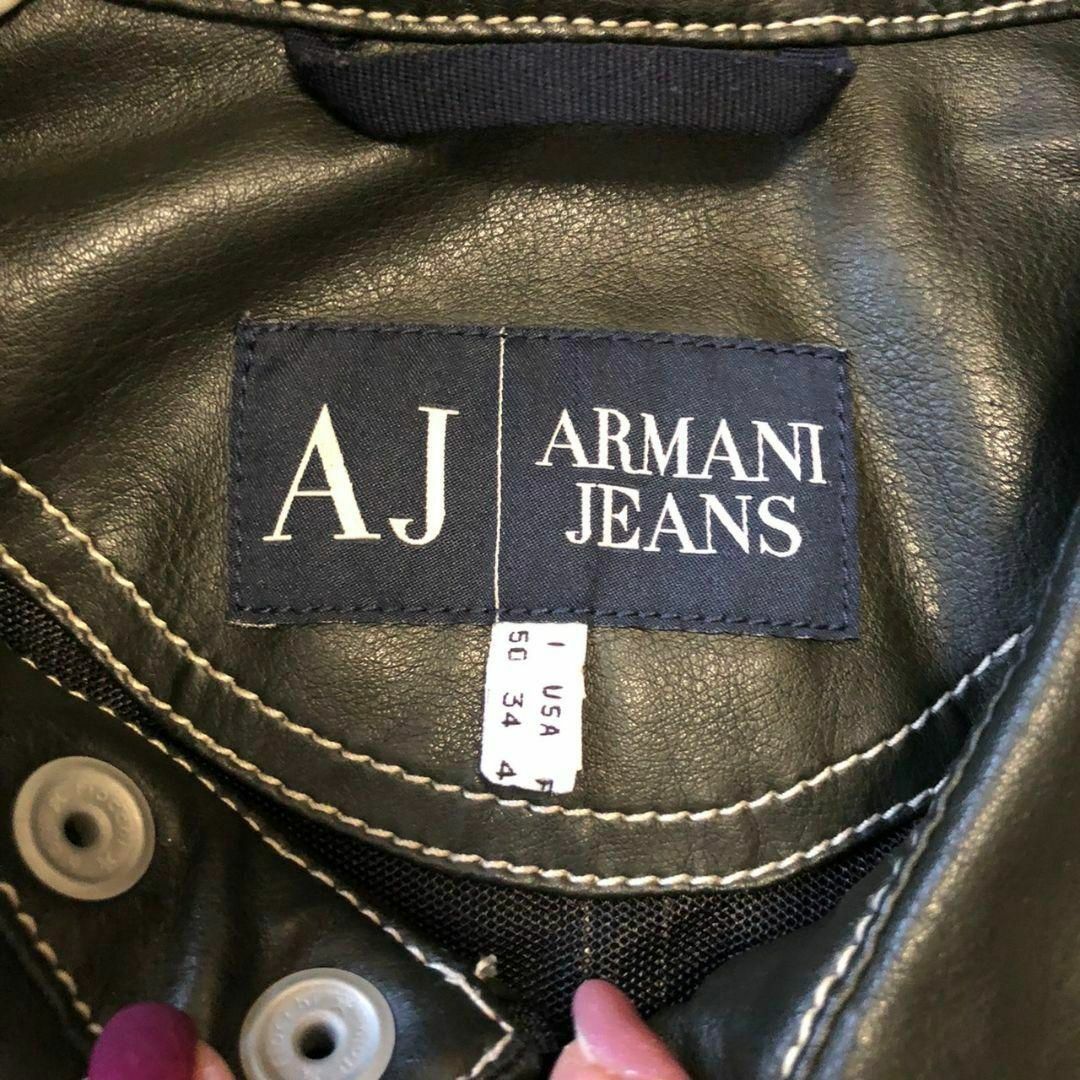 AJ
ARMANI
JEANS
I USA F
50 34 4